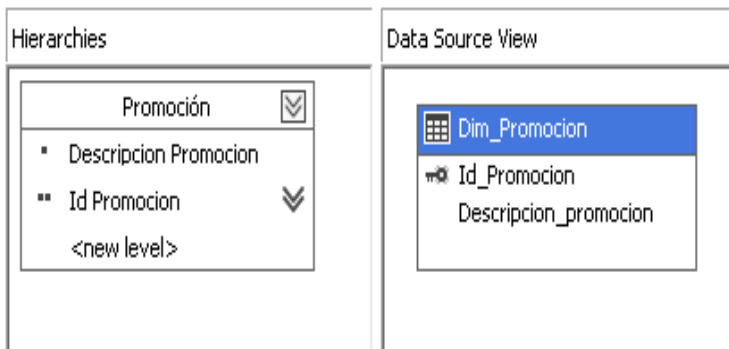 Hierarchies
Promoción
Descripcion Promocion
Id Promocion
<new level>
Data Source View
Dim_Promocion
Id_Promocion
Descripcion_promocion